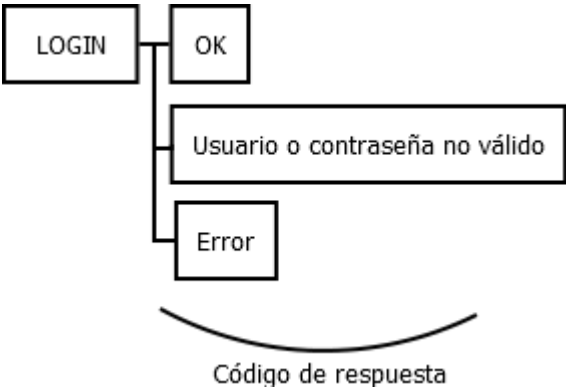 LOGIN
OK
Usuario o contraseña no válido
Error
Código de respuesta